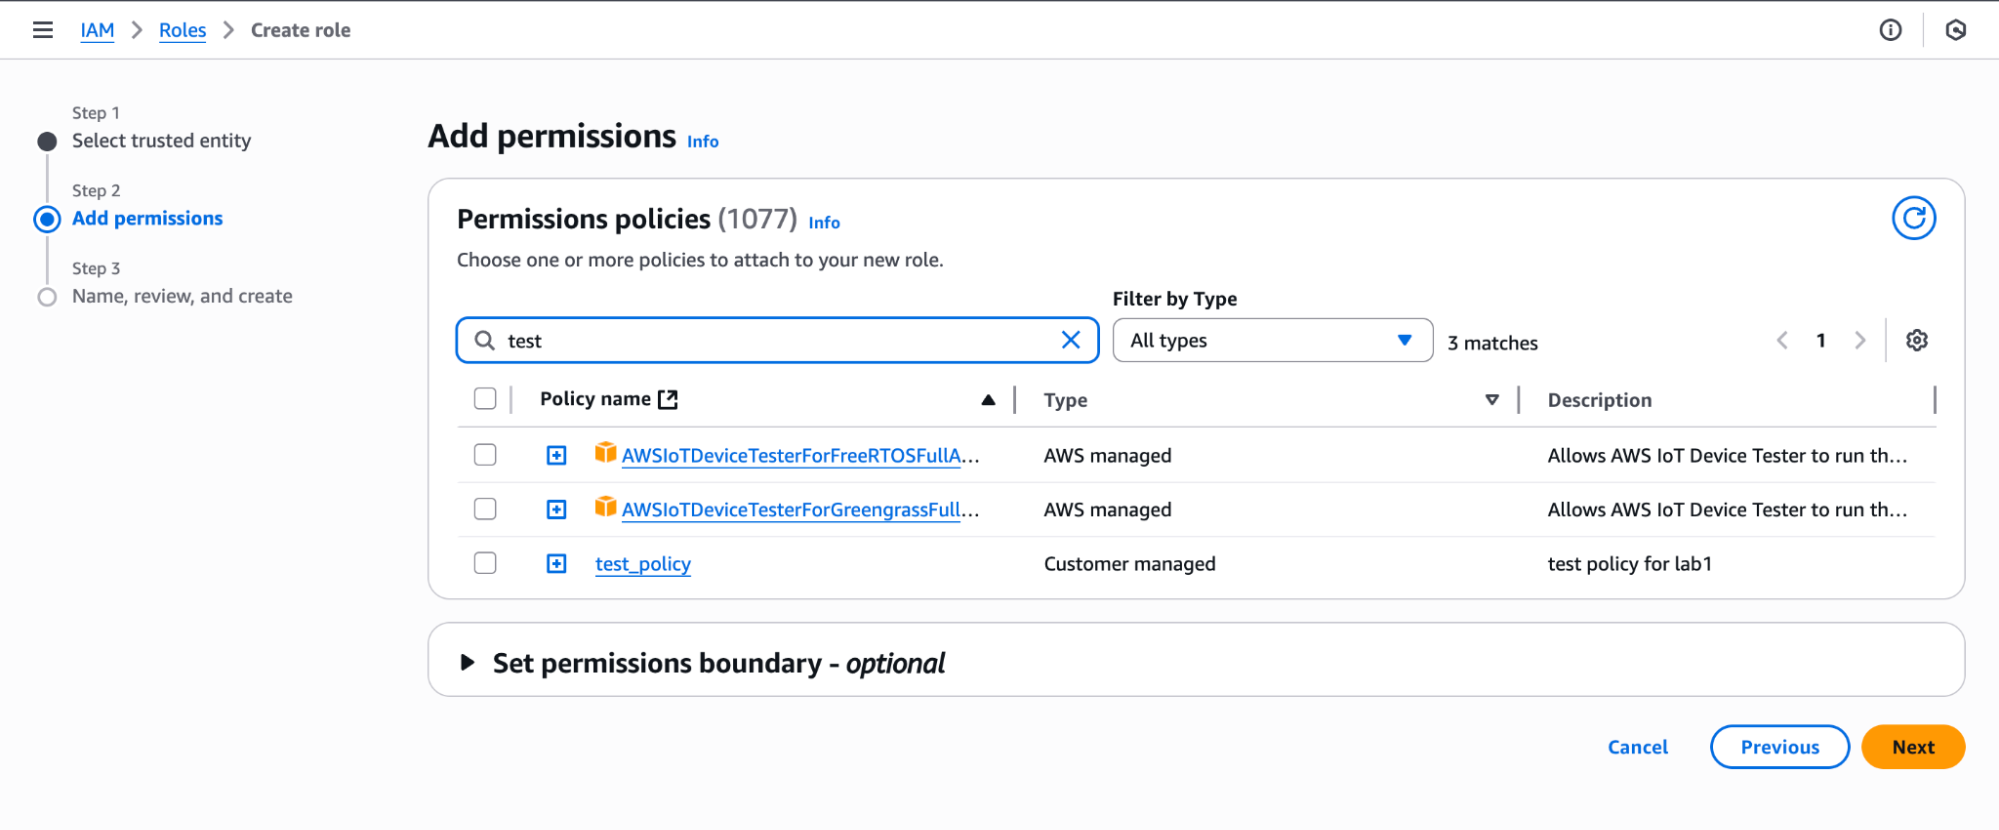 IAM > Roles > Create role
Step 1
Select trusted entity
Step 2
Add permissions
Step 3
Name, review, and create
Add permissions Info
Permissions policies (1077) Info
Choose one or more policies to attach to your new role.
Filter by Type
test
All types
3 matches
1
Policy name Type Description
AWSIoTDeviceTesterForFreeRTOSFullA... AWS managed Allows AWS IoT Device Tester to run th...
AWSIoTDeviceTesterForGreengrassFull... AWS managed Allows AWS IoT Device Tester to run th...
test_policy Customer managed test policy for lab1
Set permissions boundary - optional
Cancel Previous Next